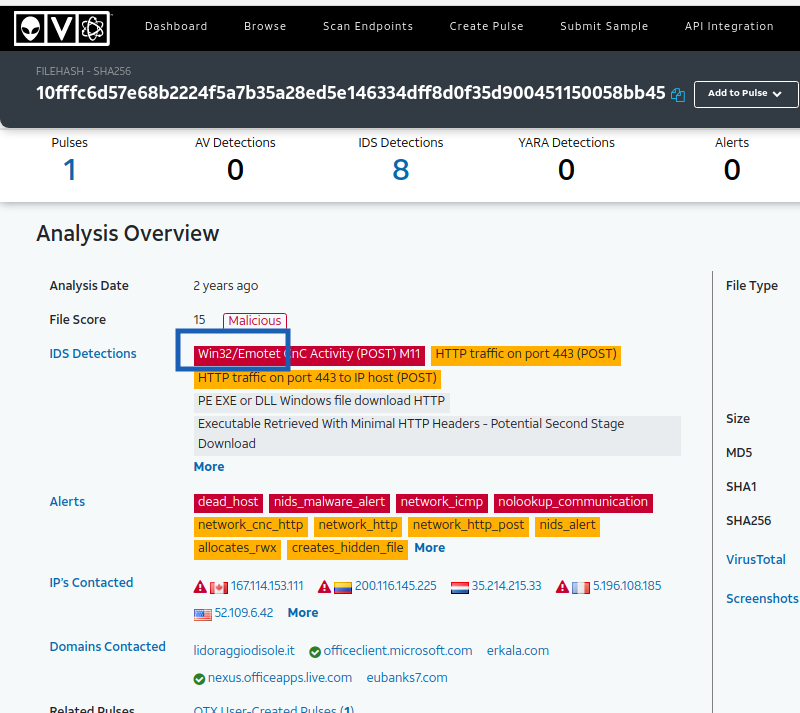 OVX
Dashboard Browse Scan Endpoints Create Pulse Submit Sample API Integration
FILEHASH - SHA256
10fffc6d57e68b2224f5a7b35a28ed5e146334dff8d0f35d900451150058bb45 Add to Pulse
Pulses AV Detections IDS Detections YARA Detections Alerts
1 0 8 0 0
Analysis Overview
Analysis Date 2 years ago File Type
File Score 15 Malicious
IDS Detections Win32/Emotet CnC Activity (POST) M11 HTTP traffic on port 443 (POST)
HTTP traffic on port 443 to IP host (POST)
PE EXE or DLL Windows file download HTTP
Executable Retrieved With Minimal HTTP Headers - Potential Second Stage Size
Download
MD5
More
SHA1
Alerts dead_host nids_malware_alert network_icmp nolookup_communication
network_cnc_http network_http network_http_post nids_alert SHA256
allocates_rwx creates_hidden_file More
VirusTotal
IP's Contacted 167.114.153.111 200.116.145.225 35.214.215.33 5.196.108.185
Screenshots
52.109.6.42 More
Domains Contacted lidoraggiodisole.it officeclient.microsoft.com erkala.com
nexus.officeapps.live.com eubanks7.com
Related Pulses OTX User-Created Pulses (1)